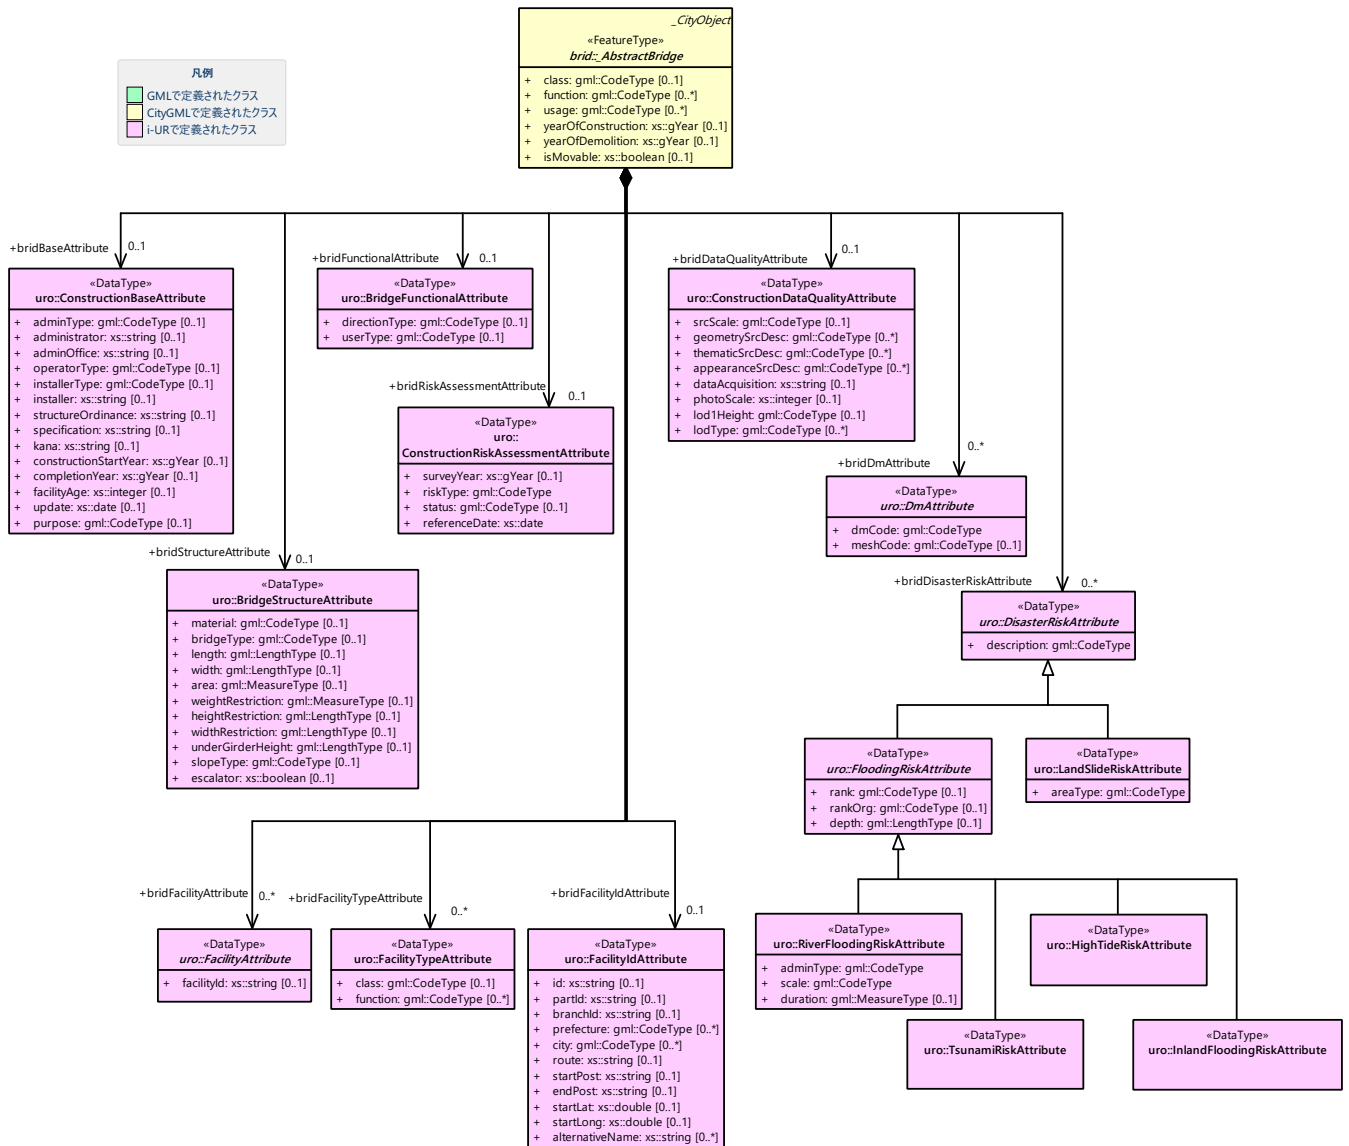 _CityObject
«FeatureType»
brid::_AbstractBridge
+ class: gml::CodeType [0..1]
+ function: gml::CodeType [0..*]
+ usage: gml::CodeType [0..*]
+ yearOfConstruction: xs::gYear [0..1]
+ yearOfDemolition: xs::gYear [0..1]
+ isMovable: xs::boolean [0..1]
凡例
GMLで定義されたクラス
CityGMLで定義されたクラス
i-URで定義されたクラス
+bridBaseAttribute 0..1
«DataType»
uro::ConstructionBaseAttribute
+ adminType: gml::CodeType [0..1]
+ administrator: xs::string [0..1]
+ adminOffice: xs::string [0..1]
+ operatorType: gml::CodeType [0..1]
+ installerType: gml::CodeType [0..1]
+ installer: xs::string [0..1]
+ structureOrdinance: xs::string [0..1]
+ specification: xs::string [0..1]
+ kana: xs::string [0..1]
+ constructionStartYear: xs::gYear [0..1]
+ completionYear: xs::gYear [0..1]
+ facilityAge: xs::integer [0..1]
+ update: xs::date [0..1]
+ purpose: gml::CodeType [0..1]
+bridFunctionalAttribute 0..1
«DataType»
uro::BridgeFunctionalAttribute
+ directionType: gml::CodeType [0..1]
+ userType: gml::CodeType [0..1]
+bridRiskAssessmentAttribute 0..1
«DataType»
uro::
ConstructionRiskAssessmentAttribute
+ surveyYear: xs::gYear [0..1]
+ riskType: gml::CodeType
+ status: gml::CodeType [0..1]
+ referenceDate: xs::date
+bridDataQualityAttribute 0..1
«DataType»
uro::ConstructionDataQualityAttribute
+ srcScale: gml::CodeType [0..1]
+ geometrySrcDesc: gml::CodeType [0..*]
+ thematicSrcDesc: gml::CodeType [0..*]
+ appearanceSrcDesc: gml::CodeType [0..*]
+ dataAcquisition: xs::string [0..1]
+ photoScale: xs::integer [0..1]
+ lod1Height: gml::CodeType [0..1]
+ lodType: gml::CodeType [0..*]
+bridDmAttribute 0..*
«DataType»
uro::DmAttribute
+ dmCode: gml::CodeType
+ meshCode: gml::CodeType [0..1]
+bridStructureAttribute 0..1
«DataType»
uro::BridgeStructureAttribute
+ material: gml::CodeType [0..1]
+ bridgeType: gml::CodeType [0..1]
+ length: gml::LengthType [0..1]
+ width: gml::LengthType [0..1]
+ area: gml::MeasureType [0..1]
+ weightRestriction: gml::MeasureType [0..1]
+ heightRestriction: gml::LengthType [0..1]
+ widthRestriction: gml::LengthType [0..1]
+ underGirderHeight: gml::LengthType [0..1]
+ slopeType: gml::CodeType [0..1]
+ escalator: xs::boolean [0..1]
+bridDisasterRiskAttribute 0..*
«DataType»
uro::DisasterRiskAttribute
+ description: gml::CodeType
«DataType»
uro::FloodingRiskAttribute
+ rank: gml::CodeType [0..1]
+ rankOrg: gml::CodeType [0..1]
+ depth: gml::LengthType [0..1]
«DataType»
uro::LandSlideRiskAttribute
+ areaType: gml::CodeType
+bridFacilityAttribute 0..*
«DataType»
uro::FacilityAttribute
+ facilityId: xs::string [0..1]
+bridFacilityTypeAttribute 0..*
«DataType»
uro::FacilityTypeAttribute
+ class: gml::CodeType [0..1]
+ function: gml::CodeType [0..*]
+bridFacilityIdAttribute 0..1
«DataType»
uro::FacilityIdAttribute
+ id: xs::string [0..1]
+ partId: xs::string [0..1]
+ branchId: xs::string [0..1]
+ prefecture: gml::CodeType [0..*]
+ city: gml::CodeType [0..*]
+ route: xs::string [0..1]
+ startPost: xs::string [0..1]
+ endPost: xs::string [0..1]
+ startLat: xs::double [0..1]
+ startLong: xs::double [0..1]
+ alternativeName: xs::string [0..*]
«DataType»
uro::RiverFloodingRiskAttribute
+ adminType: gml::CodeType
+ scale: gml::CodeType
+ duration: gml::MeasureType [0..1]
«DataType»
uro::HighTideRiskAttribute
«DataType»
uro::TsunamiRiskAttribute
«DataType»
uro::InlandFloodingRiskAttribute